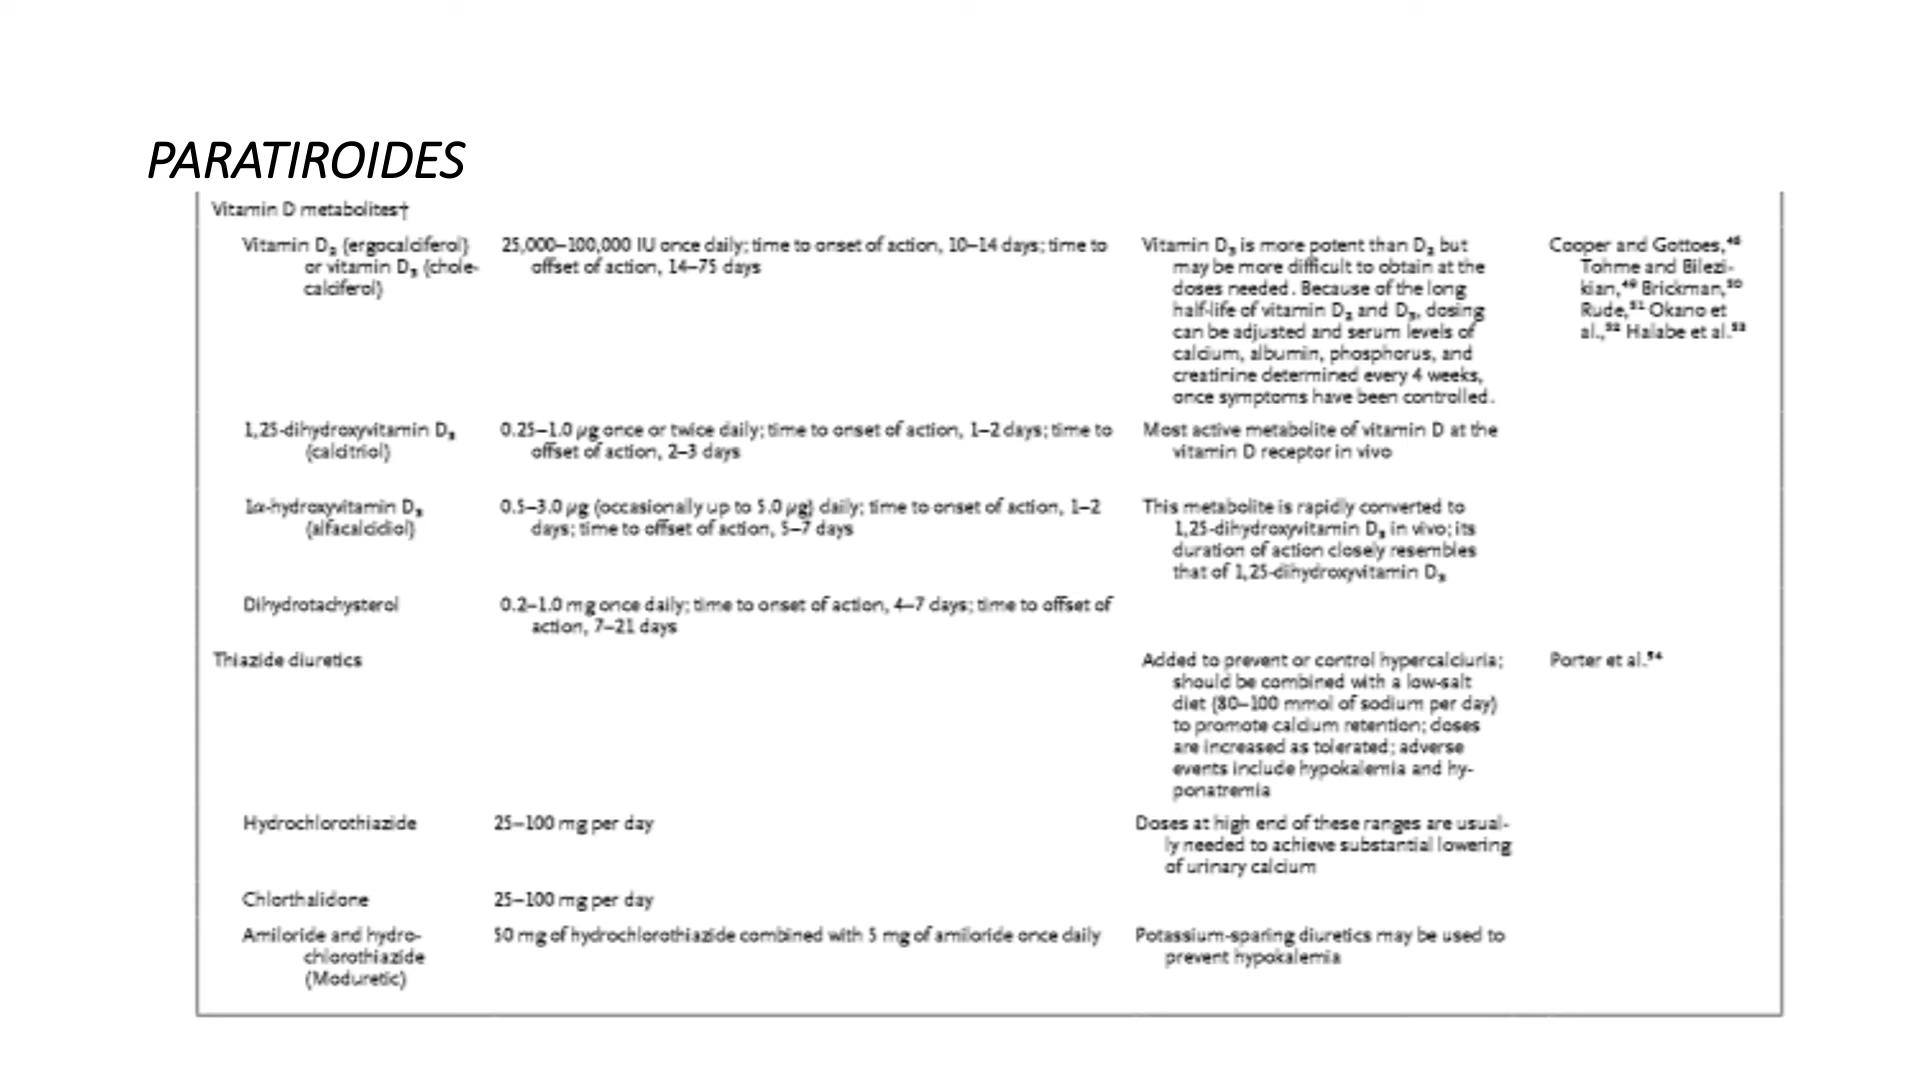 PARATIROIDES
Vitamin D metabolites†
Vitamin D₂ (ergocalciferol)
or vitamin D₃ (chole-
calciferol)
25,000–100,000 IU once daily; time to onset of action, 10–14 days; time to
offset of action, 14–75 days
Vitamin D₃ is more potent than D₂ but
may be more difficult to obtain at the
doses needed. Because of the long
half-life of vitamin D₂ and D₃, dosing
can be adjusted and serum levels of
calcium, albumin, phosphorus, and
creatinine determined every 4 weeks,
once symptoms have been controlled.
Cooper and Gottoes,⁴⁸
Tohme and Bilezi-
kian,⁴⁹ Brickman,⁵⁰
Rude,⁵¹ Okano et
al.,⁵² Halabe et al.⁵³
1,25-dihydroxyvitamin D₃
(calcitriol)
0.25–1.0 μg once or twice daily; time to onset of action, 1–2 days; time to
offset of action, 2–3 days
Most active metabolite of vitamin D at the
vitamin D receptor in vivo
1α-hydroxyvitamin D₃
(alfacalcidiol)
0.5–3.0 μg (occasionally up to 5.0 μg) daily; time to onset of action, 1–2
days; time to offset of action, 5–7 days
This metabolite is rapidly converted to
1,25-dihydroxyvitamin D₃ in vivo; its
duration of action closely resembles
that of 1,25-dihydroxyvitamin D₃
Dihydrotachysterol
0.2–1.0 mg once daily; time to onset of action, 4–7 days; time to offset of
action, 7–21 days
Thiazide diuretics
Added to prevent or control hypercalciuria;
should be combined with a low-salt
diet (80–100 mmol of sodium per day)
to promote calcium retention; doses
are increased as tolerated; adverse
events include hypokalemia and hy-
ponatremia
Porter et al.⁵⁴
Hydrochlorothiazide
25–100 mg per day
Doses at high end of these ranges are usual-
ly needed to achieve substantial lowering
of urinary calcium
Chlorthalidone
25–100 mg per day
Amiloride and hydro-
chlorothiazide
(Moduretic)
50 mg of hydrochlorothiazide combined with 5 mg of amiloride once daily
Potassium-sparing diuretics may be used to
prevent hypokalemia